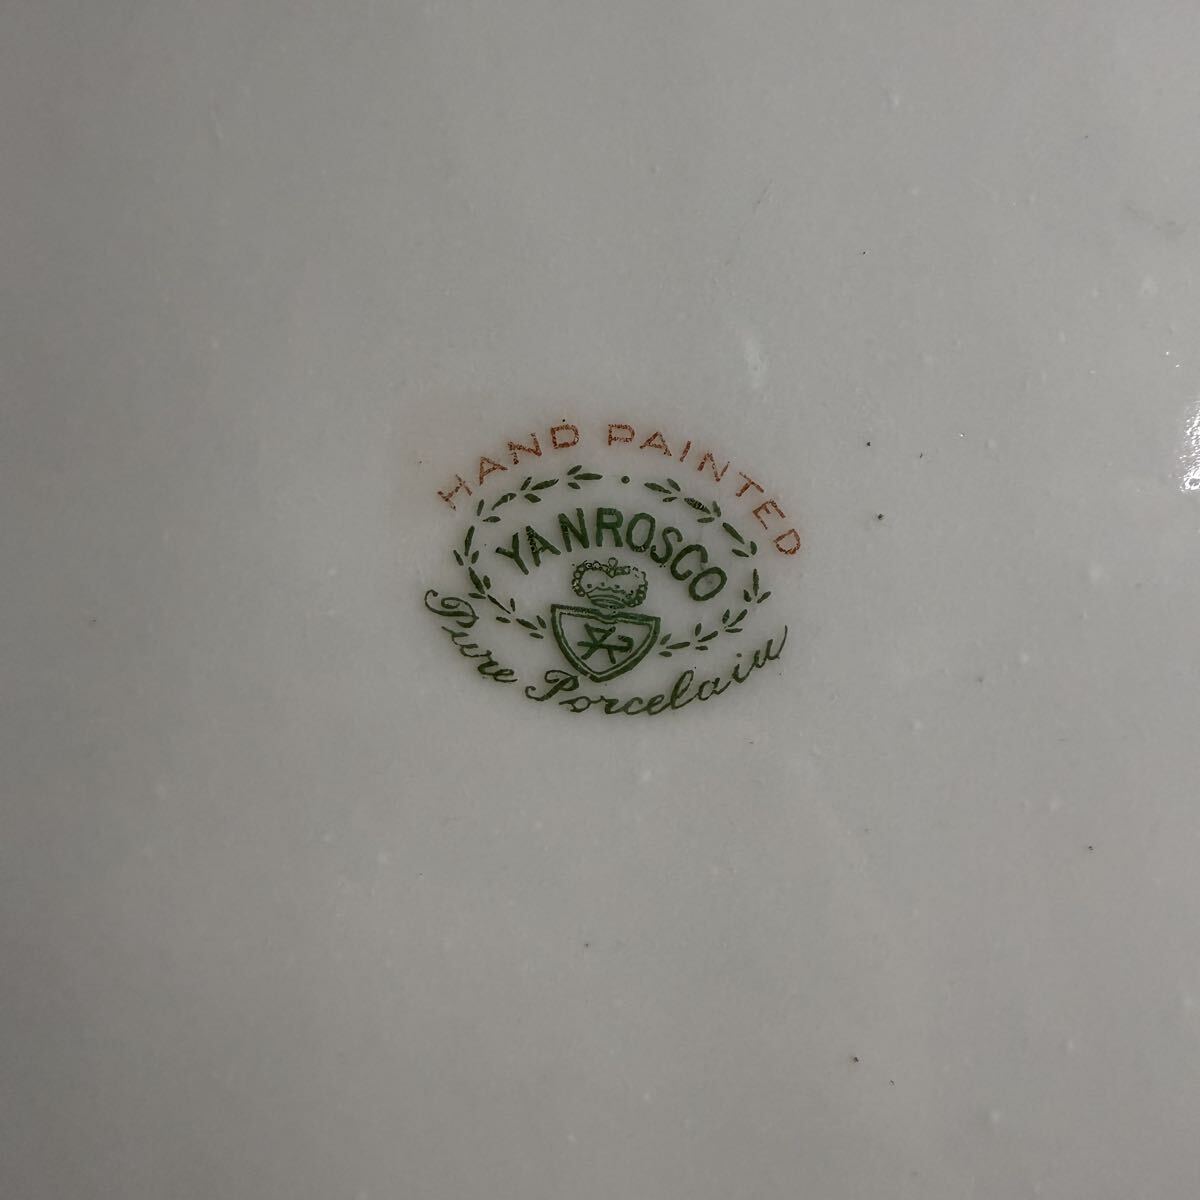 HAND PAINTED
YANROSCO
Pure Porcelain